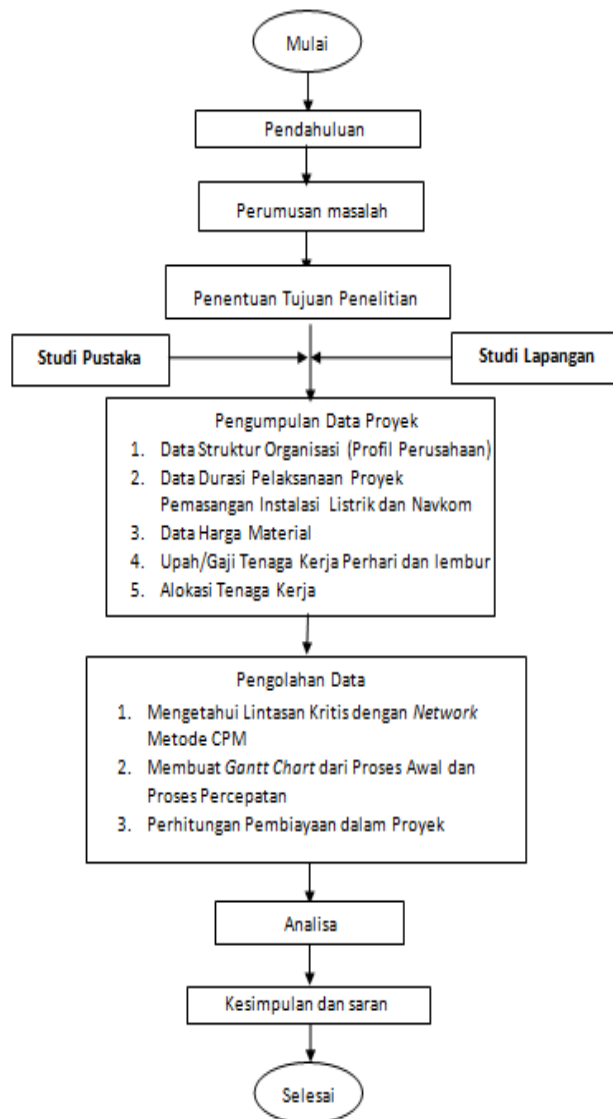 Mulai
Pendahuluan
Perumusan masalah
Penentuan Tujuan Penelitian
Studi Pustaka
Studi Lapangan
Pengumpulan Data Proyek
1. Data Struktur Organisasi (Profil Perusahaan)
2. Data Durasi Pelaksanaan Proyek
Pemasangan Instalasi Listrik dan Navkom
3. Data Harga Material
4. Upah/Gaji Tenaga Kerja Perhari dan lembur
5. Alokasi Tenaga Kerja
Pengolahan Data
1. Mengetahui Lintasan Kritis dengan Network
Metode CPM
2. Membuat Gantt Chart dari Proses Awal dan
Proses Percepatan
3. Perhitungan Pembiayaan dalam Proyek
Analisa
Kesimpulan dan saran
Selesai